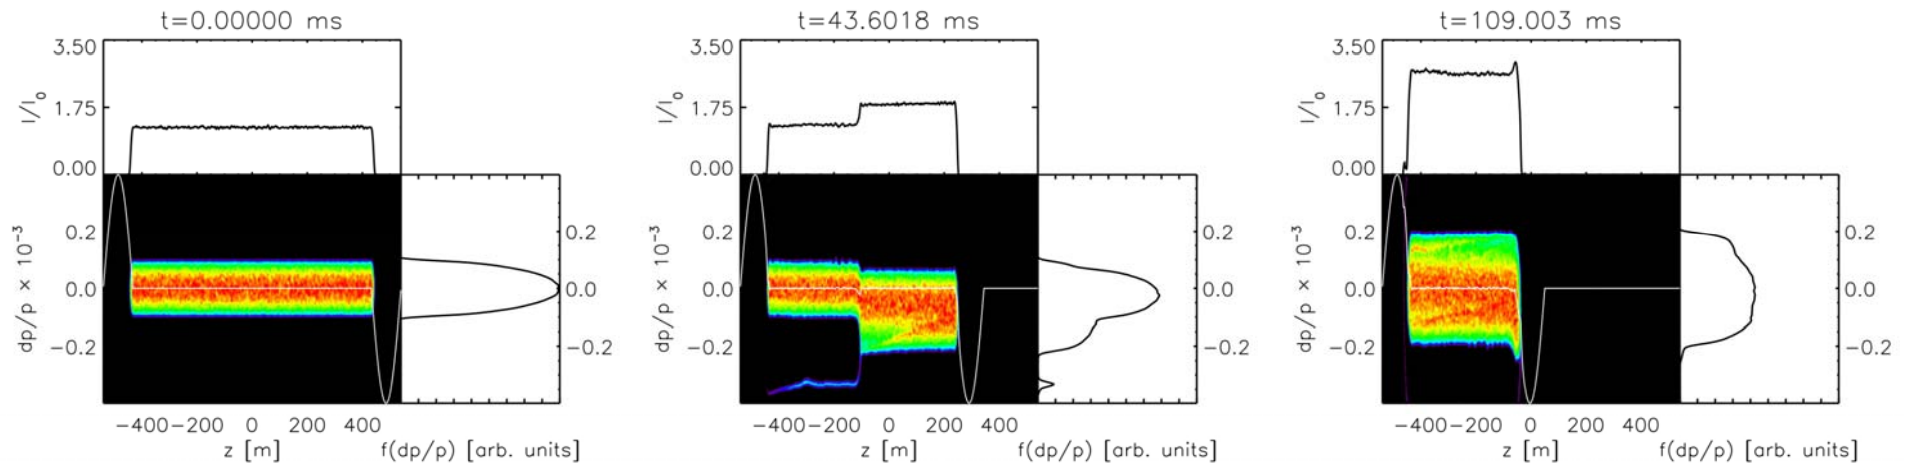 t=0.00000 ms
3.50
I/I0
1.75
0.00
dp/p × 10−3
0.2
0.0
−0.2
0.2
0.0
−0.2
−400−200 0 200 400
z [m]
f(dp/p) [arb. units]
t=43.6018 ms
3.50
I/I0
1.75
0.00
dp/p × 10−3
0.2
0.0
−0.2
0.2
0.0
−0.2
−400−200 0 200 400
z [m]
f(dp/p) [arb. units]
t=109.003 ms
3.50
I/I0
1.75
0.00
dp/p × 10−3
0.2
0.0
−0.2
0.2
0.0
−0.2
−400−200 0 200 400
z [m]
f(dp/p) [arb. units]